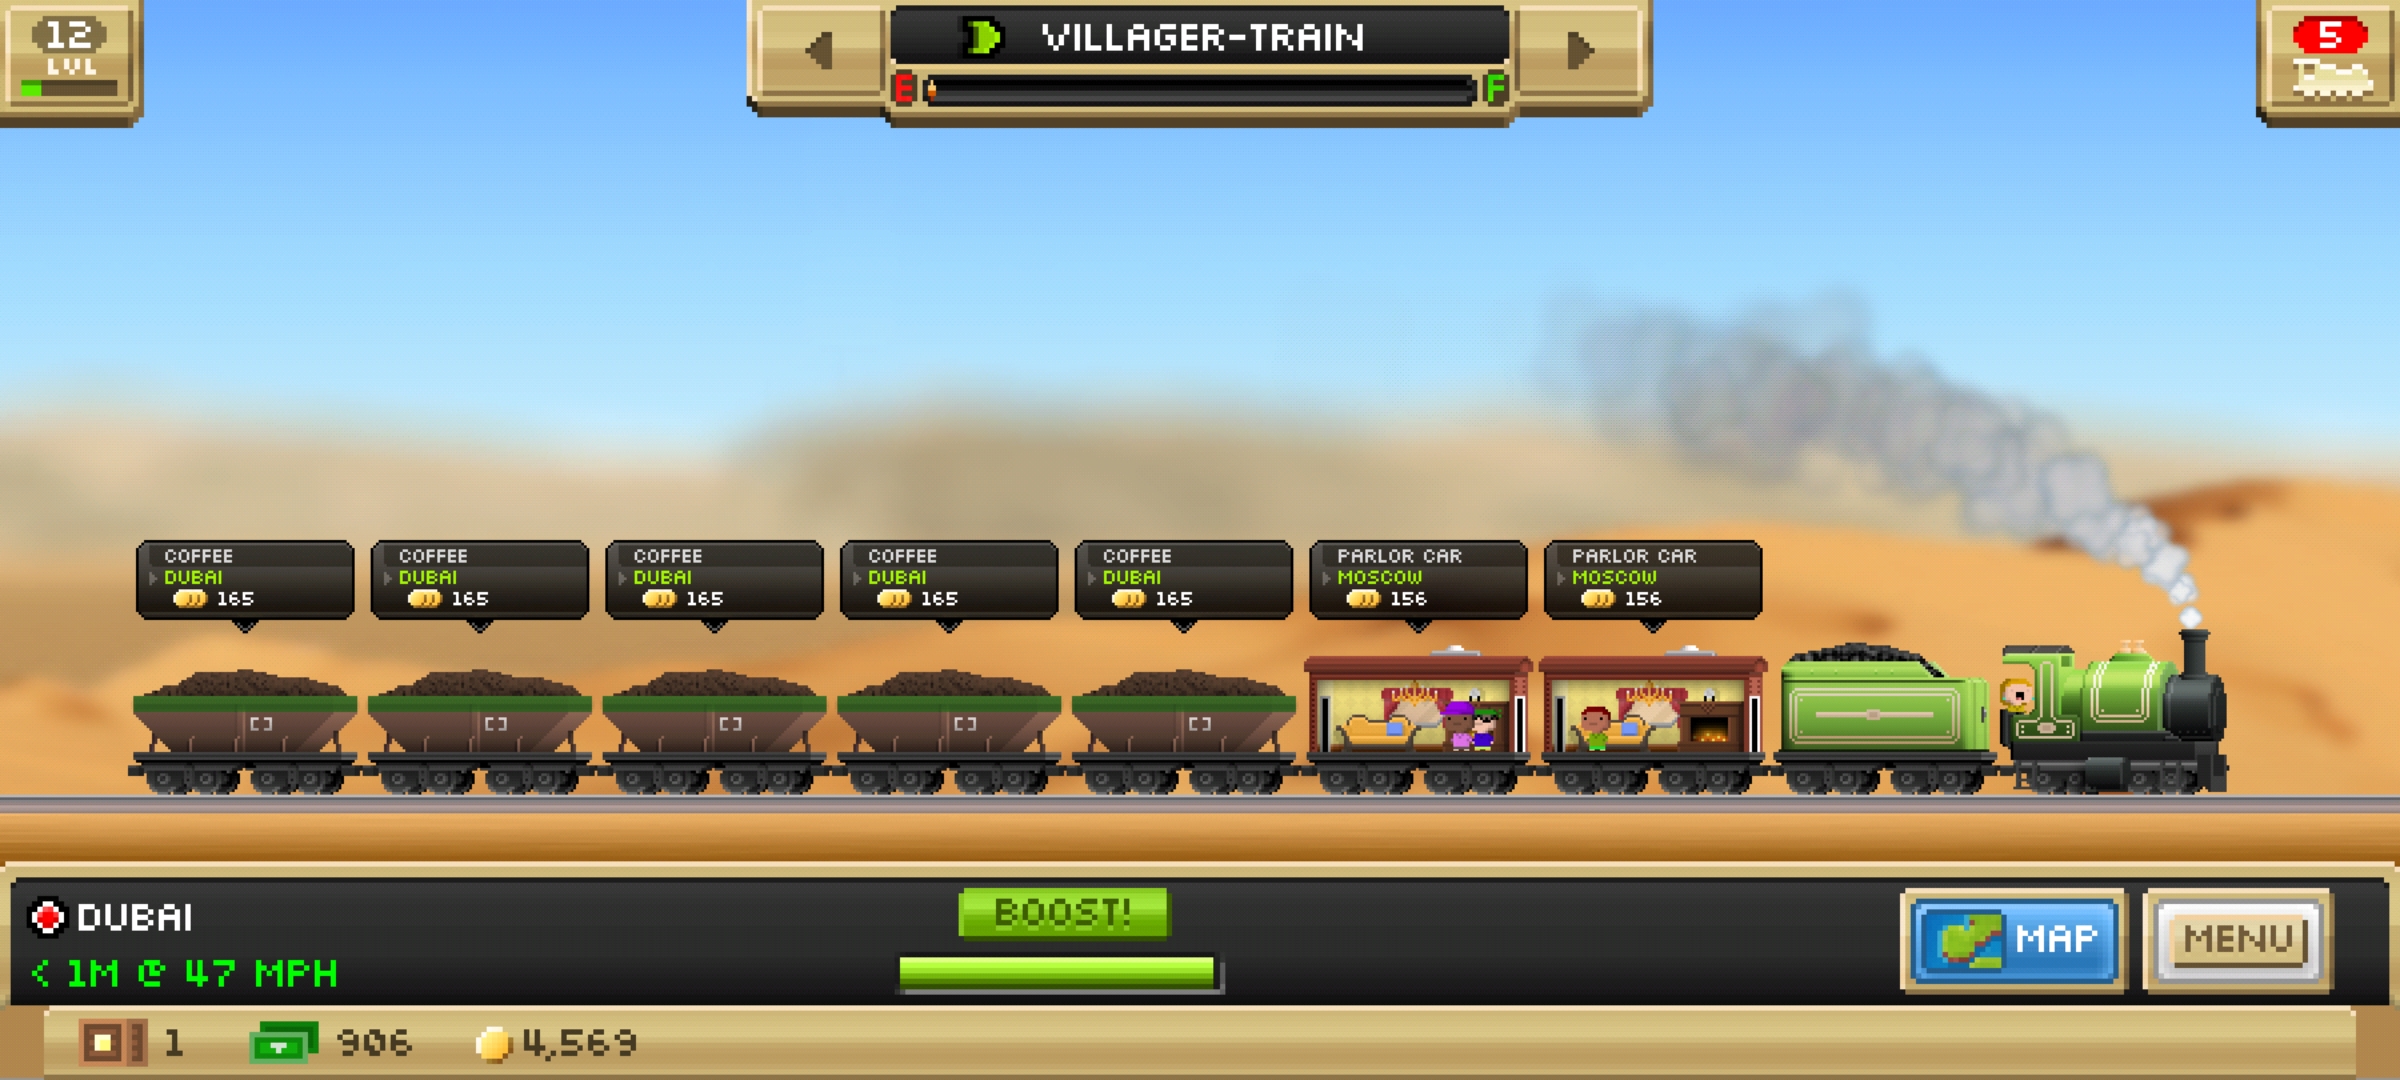 12
LVL
VILLAGER-TRAIN
E F
5
COFFEE
DUBAI
165
COFFEE
DUBAI
165
COFFEE
DUBAI
165
COFFEE
DUBAI
165
COFFEE
DUBAI
165
PARLOR CAR
MOSCOW
156
PARLOR CAR
MOSCOW
156
DUBAI
< 1M @ 47 MPH
BOOST!
MAP
MENU
1
906
4,569